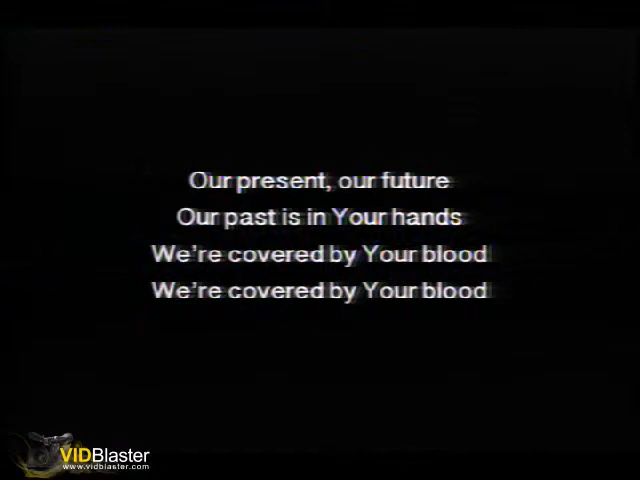 Our present, our future
Our past is in Your hands
We're covered by Your blood
We're covered by Your blood
VIDBlaster
www.vidblaster.com